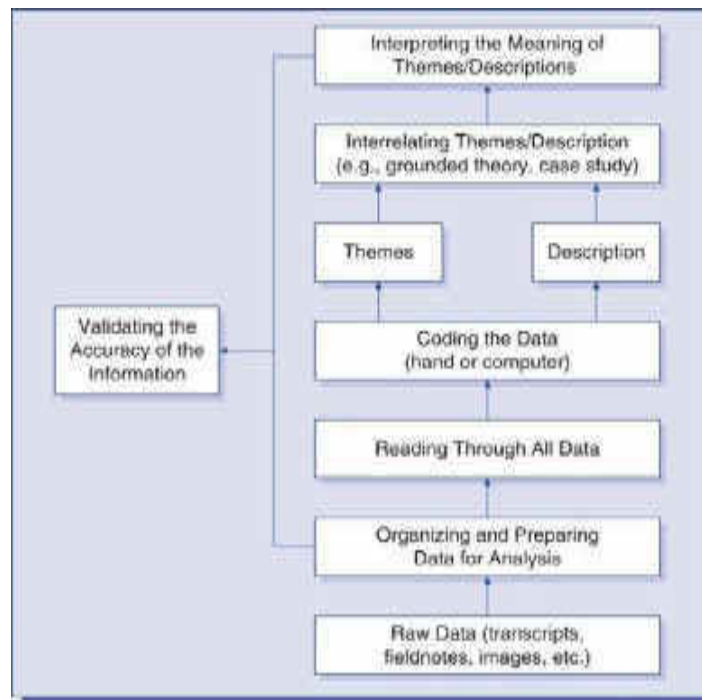 Interpreting the Meaning of
Themes/Descriptions
Interrelating Themes/Description
(e.g., grounded theory, case study)
Themes
Description
Validating the
Accuracy of the
Information
Coding the Data
(hand or computer)
Reading Through All Data
Organizing and Preparing
Data for Analysis
Raw Data (transcripts,
fieldnotes, images, etc.)